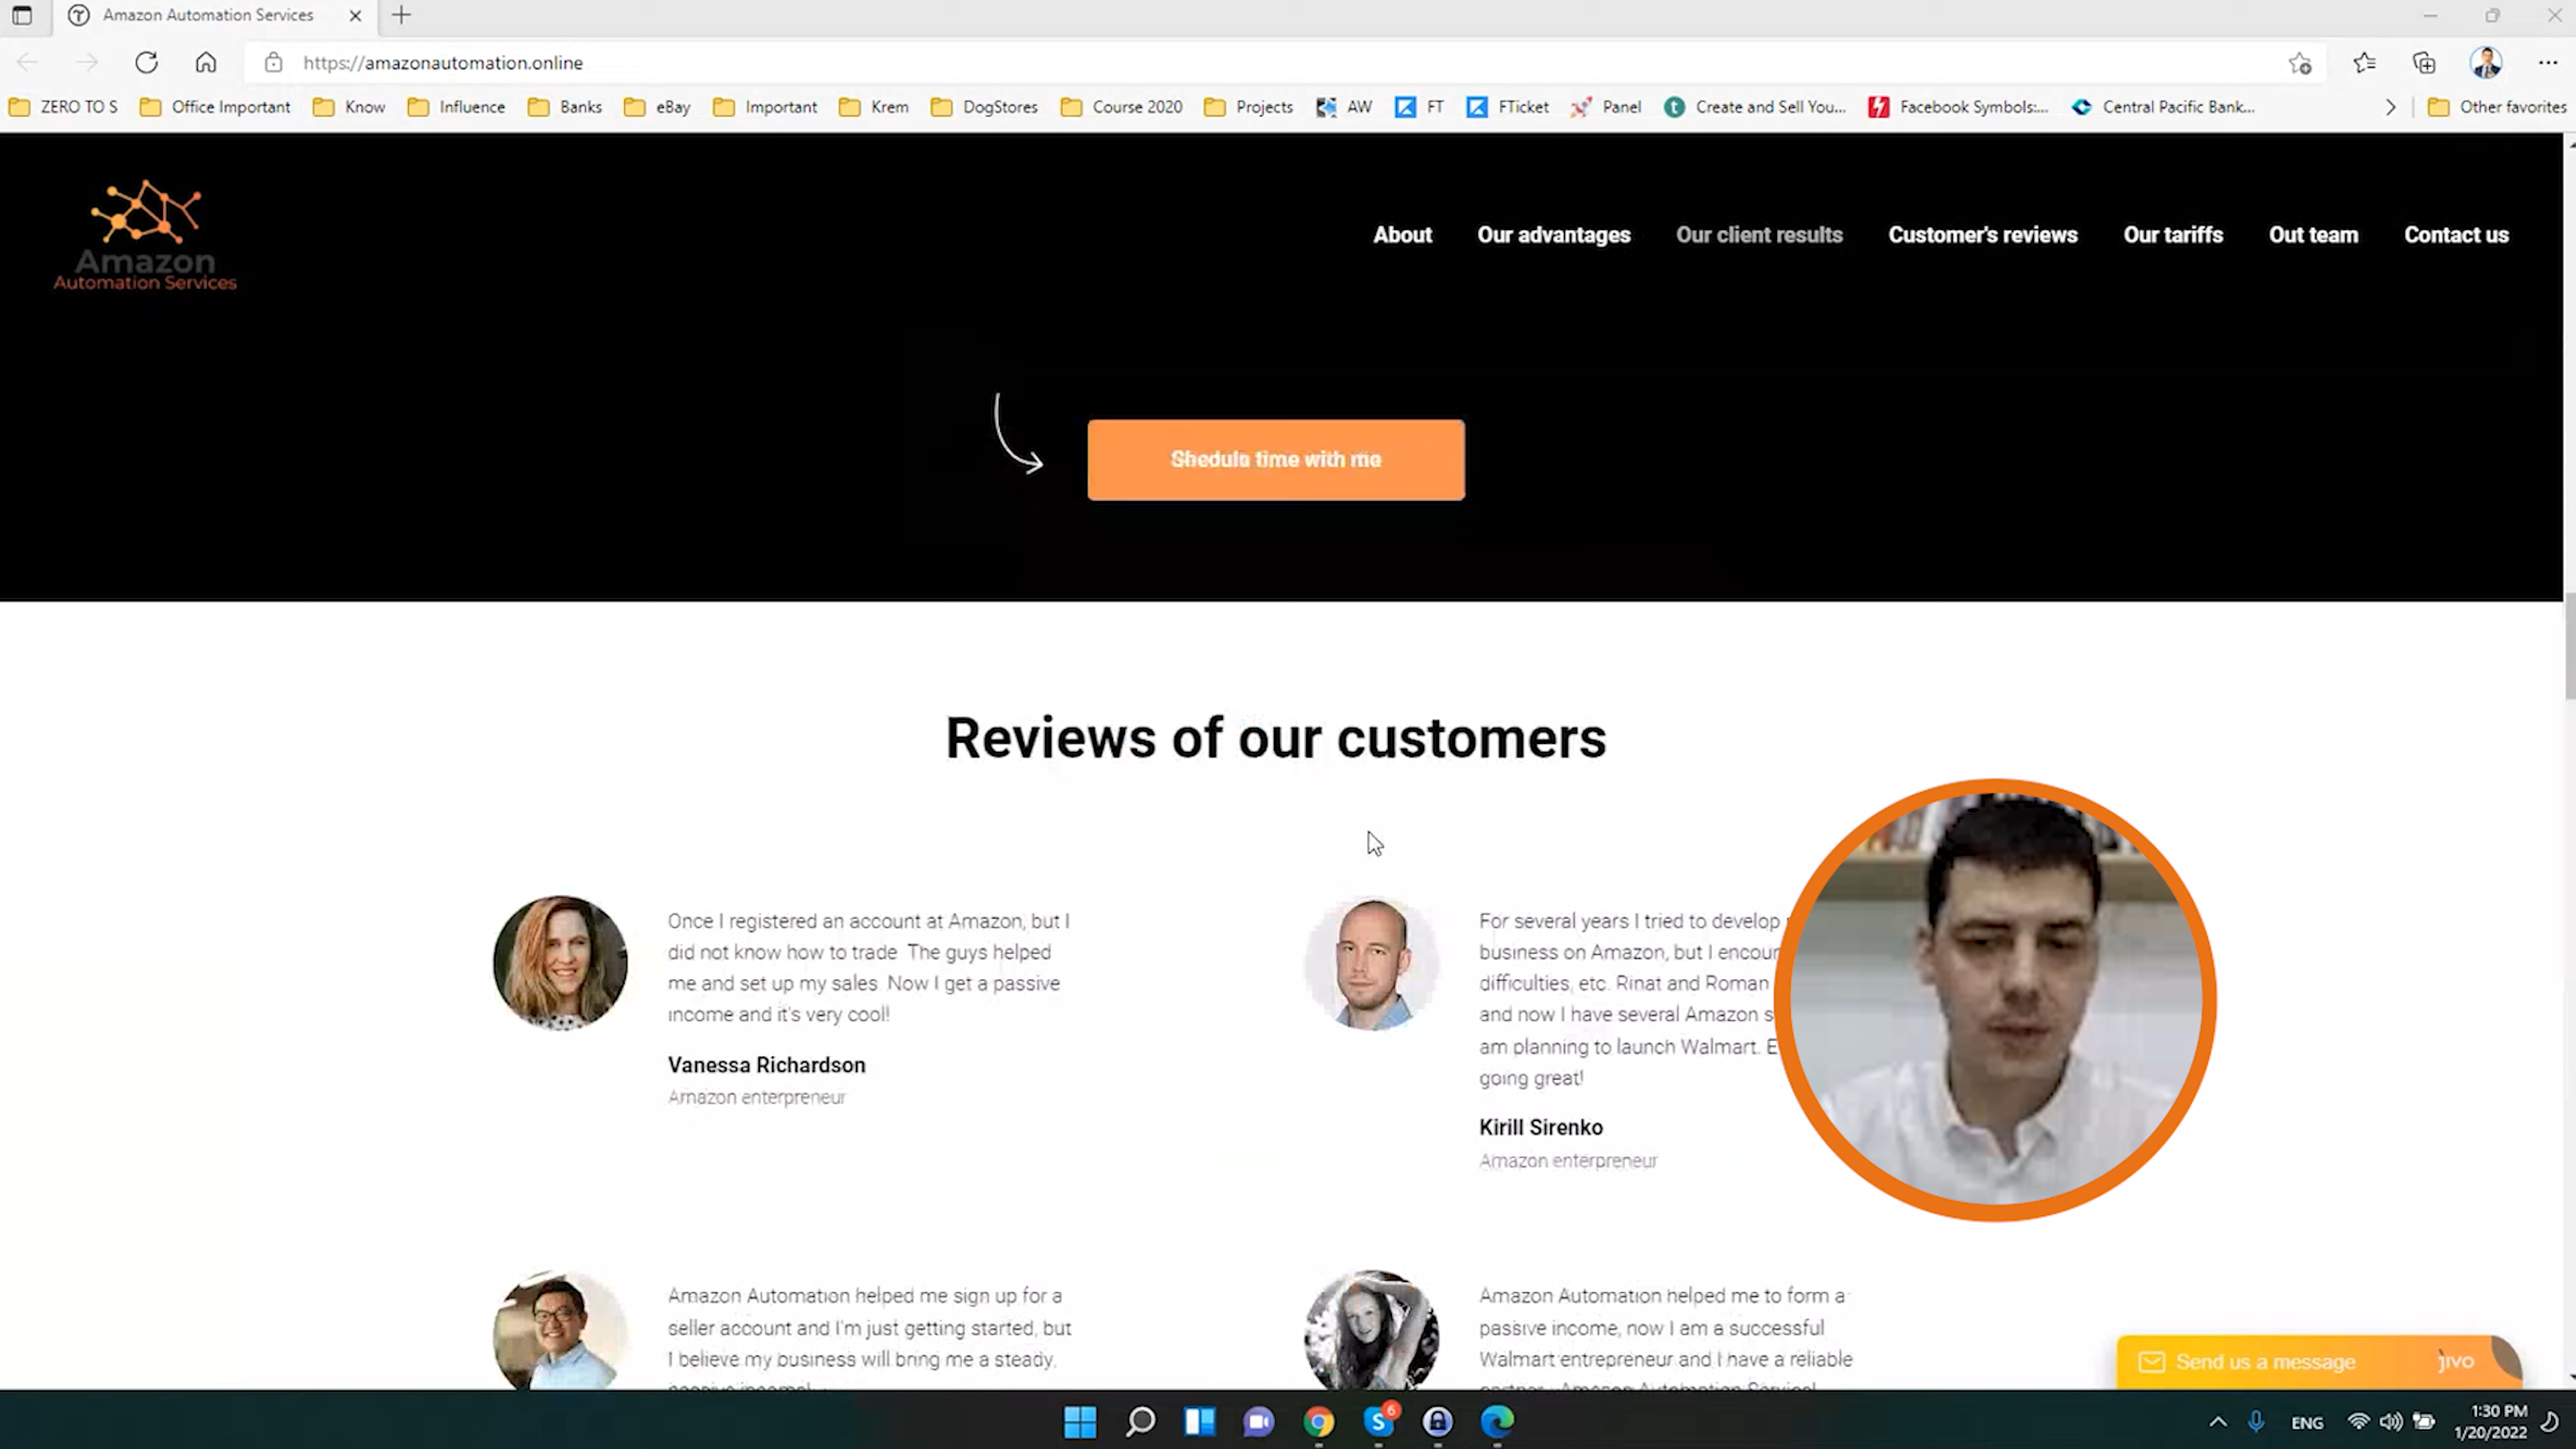 Amazon Automation Services
https://amazonautomation.online
ZERO TO S Office Important Know Influence Banks eBay Important Krem DogStores Course 2020 Projects AW FT FTicket Panel Create and Sell You... Facebook Symbols:... Central Pacific Bank... Other favorites
Amazon
Automation Services
About Our advantages Our client results Customer's reviews Our tariffs Out team Contact us
Shedule time with me
Reviews of our customers
Once I registered an account at Amazon, but I
did not know how to trade. The guys helped
me and set up my sales. Now I get a passive
income and it's very cool!
Vanessa Richardson
Amazon enterpreneur
For several years I tried to develop
business on Amazon, but I
difficulties, etc. Rinat and Roman
and now I have several Amazon
am planning to launch Walmart.
going great!
Kirill Sirenko
Amazon enterpreneur
Amazon Automation helped me sign up for a
seller account and I'm just getting started, but
I believe my business will bring me a steady,
Amazon Automation helped me to form a
passive income, now I am a successful
Walmart entrepreneur and I have a reliable
Send us a message jivo
6
ENG
1:30 PM
1/20/2022